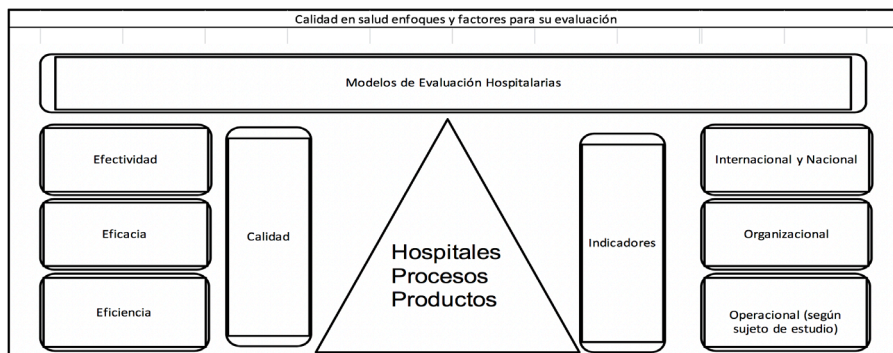 Calidad en salud enfoques y factores para su evaluación
Modelos de Evaluación Hospitalarias
Efectividad
Eficacia
Eficiencia
Calidad
Hospitales
Procesos
Productos
Indicadores
Internacional y Nacional
Organizacional
Operacional (según
sujeto de estudio)